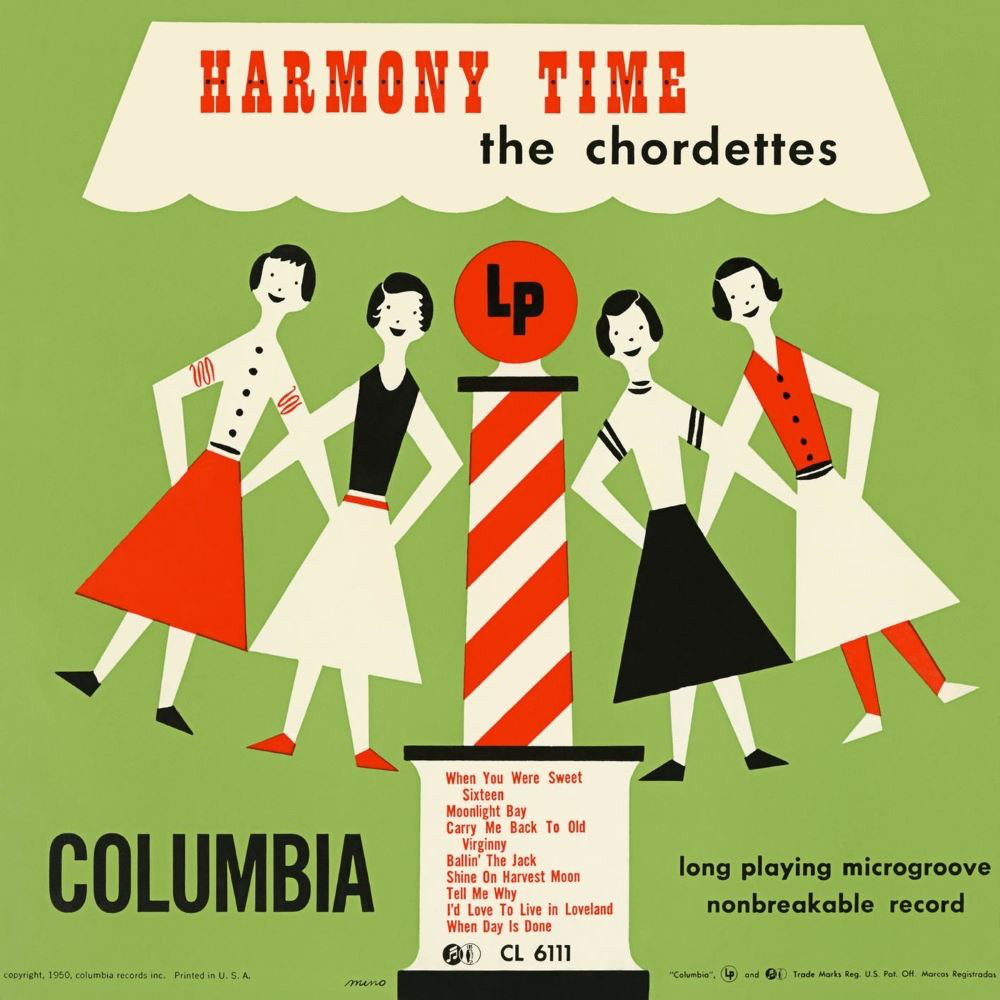 HARMONY TIME
the chordettes
LP
When You Were Sweet
Sixteen
Moonlight Bay
Carry Me Back To Old
Virginny
Ballin' The Jack
Shine On Harvest Moon
Tell Me Why
I'd Love To Live in Loveland
When Day Is Done
CL 6111
COLUMBIA
long playing microgroove
nonbreakable record
copyright, 1950, columbia records inc. Printed in U. S. A.
meno
"Columbia", LP and Trade Marks Reg. U.S. Pat. Off. Marcas Registradas